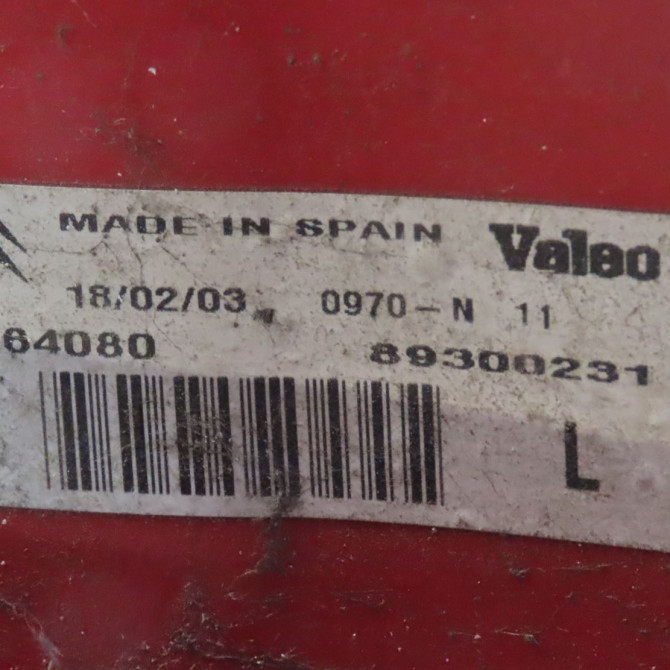 MADE IN SPAIN Valeo
18/02/03 0970-N 11
64080 89300231
L